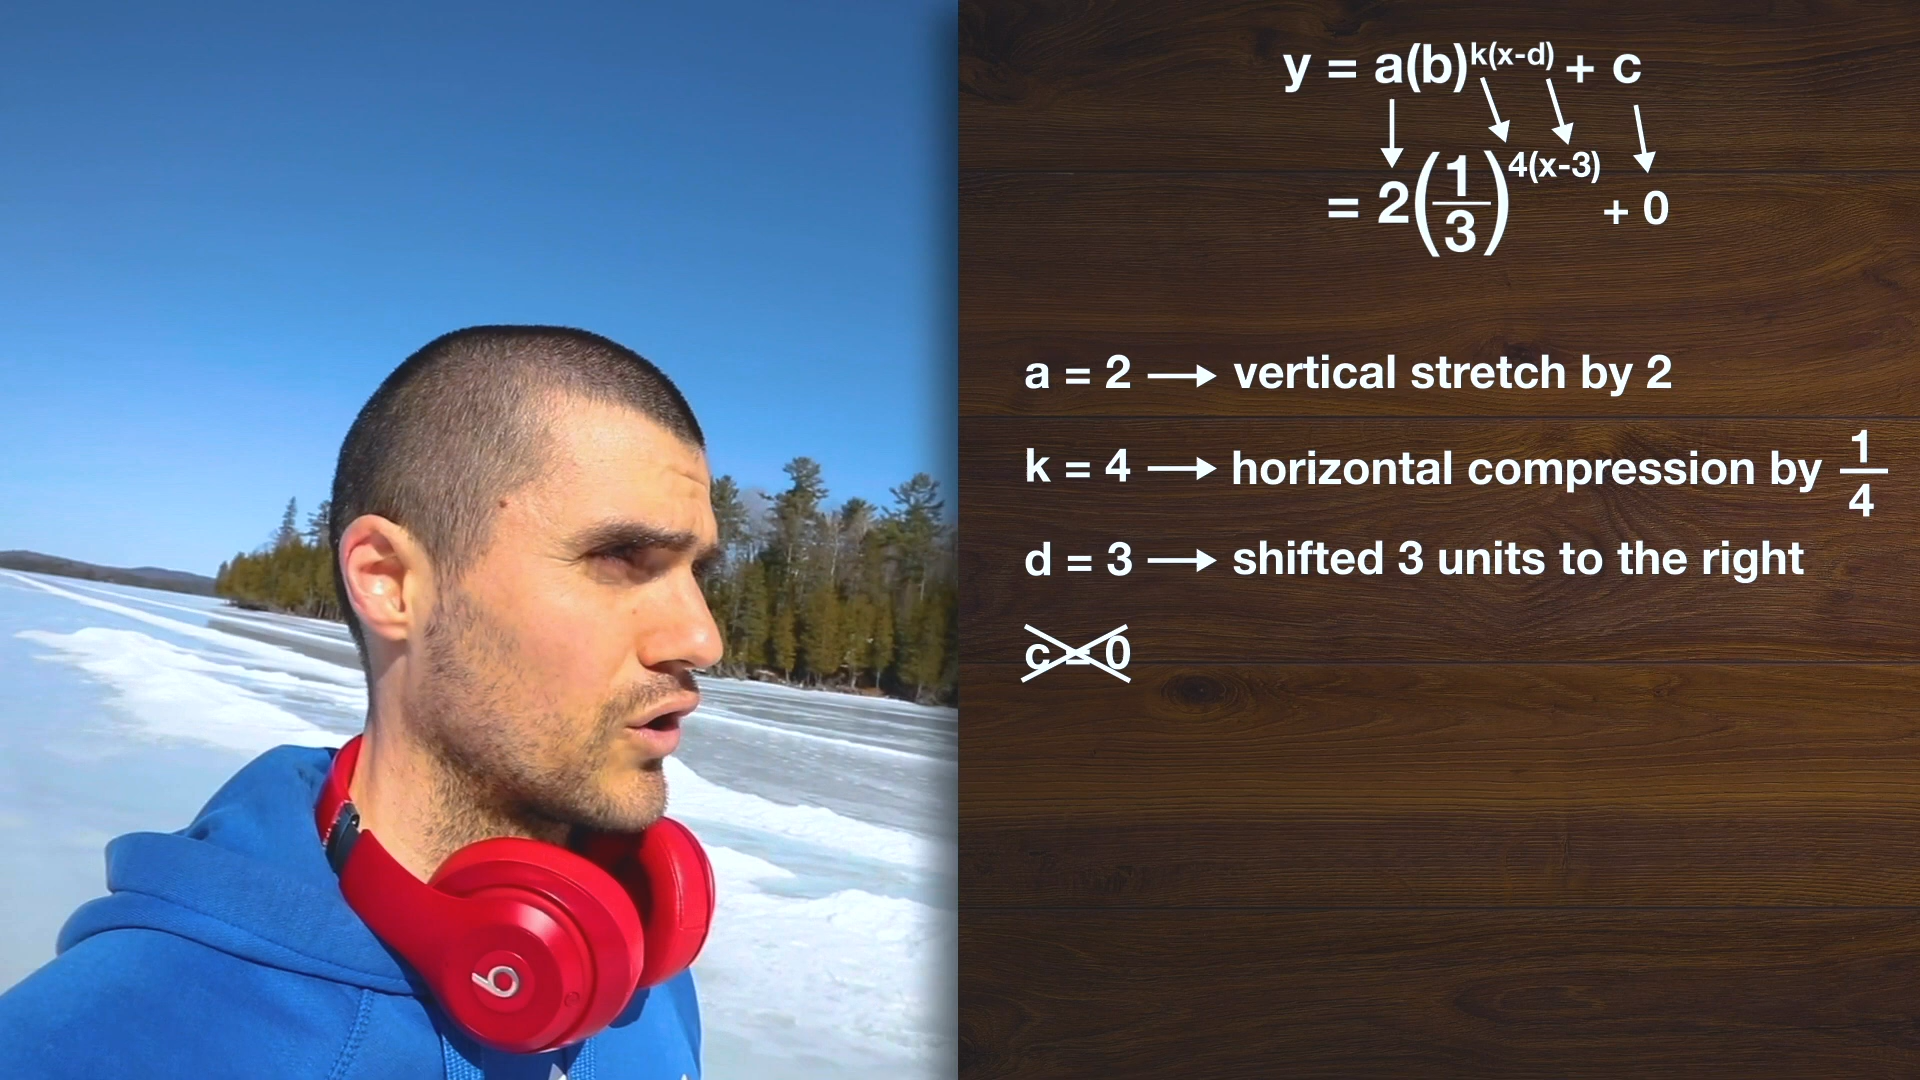 y = a(b)^k(x-d) + c
= 2(1/3)^4(x-3) + 0
a = 2 → vertical stretch by 2
k = 4 → horizontal compression by 1/4
d = 3 → shifted 3 units to the right
c = 0
b